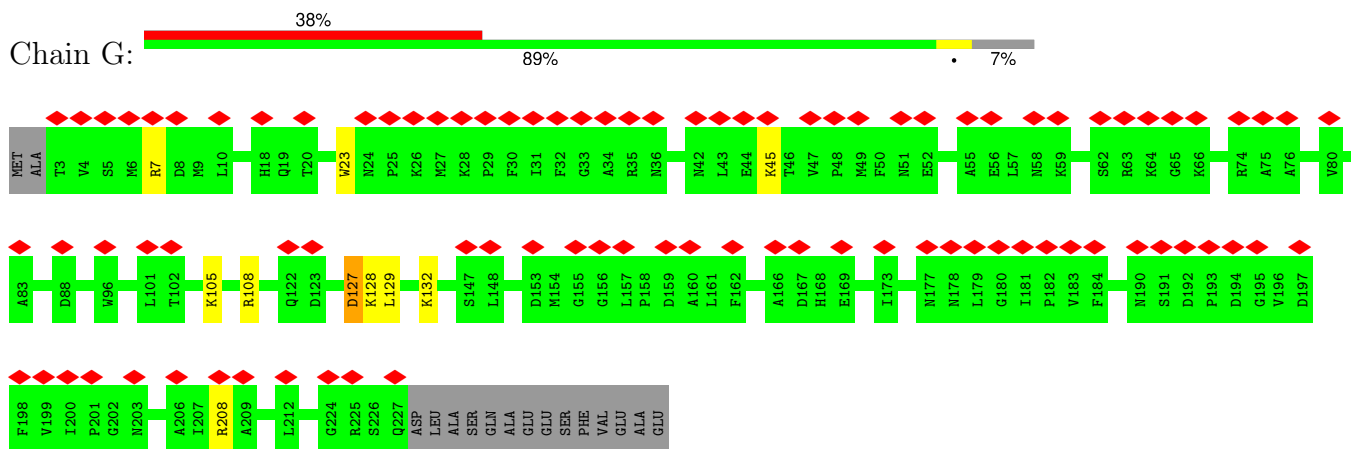 38%
Chain G:
89%
•
7%
MET ALA T3 V4 S5 M6 R7 D8 M9 L10 H18 Q19 T20 W23 N24 P25 K26 M27 K28 P29 F30 I31 F32 G33 A34 R35 N36 N42 L43 E44 K45 T46 V47 P48 M49 F50 N51 E52 A55 E56 L57 N58 K59 S62 R63 K64 G65 K66 R74 A75 A76 V80
A83 D88 W96 L101 T102 K105 R108 Q122 D123 D127 K128 L129 K132 S147 L148 D153 M154 G155 G156 L157 P158 D159 A160 L161 F162 A166 D167 H168 E169 I173 N177 N178 L179 G180 I181 P182 V183 F184 N190 S191 D192 P193 D194 G195 V196 D197
F198 V199 I200 P201 G202 N203 A206 I207 R208 A209 L212 G224 R225 S226 Q227 ASP LEU ALA SER GLN ALA GLU GLU SER PHE VAL GLU ALA GLU